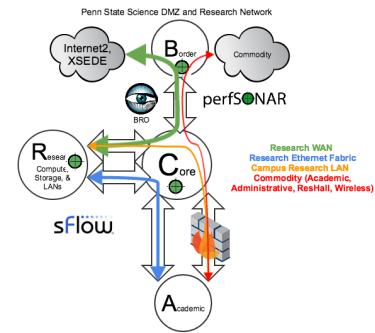 Penn State Science DMZ and Research Network
Internet2,
XSEDE
Border
Commodity
BRO
perfSONAR
Resear
Compute,
Storage, &
LANs
Core
Research WAN
Research Ethernet Fabric
Campus Research LAN
Commodity (Academic,
Administrative, ResHall, Wireless)
sFlow
Academic